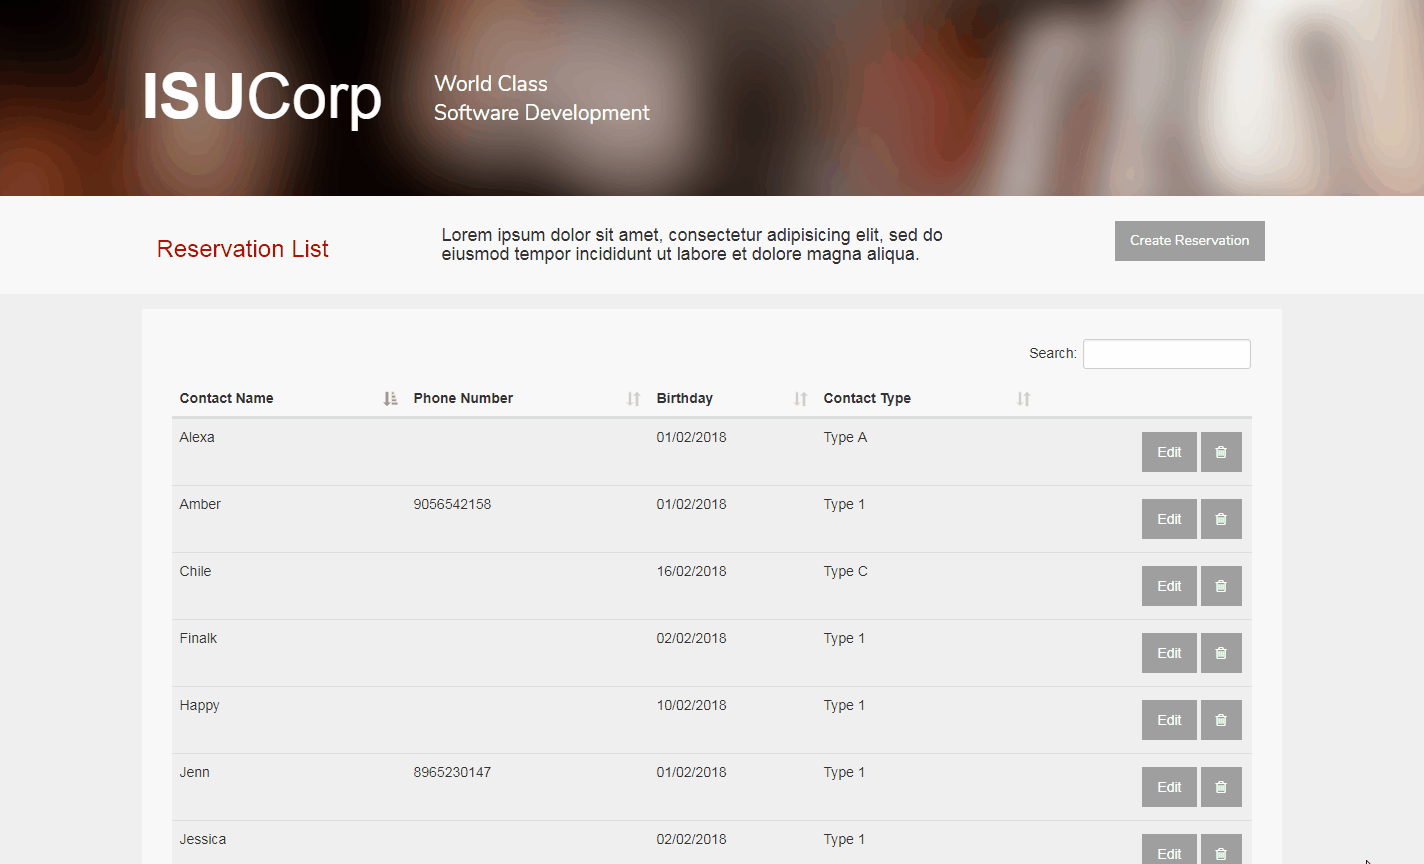 ISUCorp
World Class
Software Development
Reservation List
Lorem ipsum dolor sit amet, consectetur adipisicing elit, sed do
eiusmod tempor incididunt ut labore et dolore magna aliqua.
Create Reservation
Search:
Contact Name Phone Number Birthday Contact Type
Alexa 01/02/2018 Type A Edit
Amber 9056542158 01/02/2018 Type 1 Edit
Chile 16/02/2018 Type C Edit
Finalk 02/02/2018 Type 1 Edit
Happy 10/02/2018 Type 1 Edit
Jenn 8965230147 01/02/2018 Type 1 Edit
Jessica 02/02/2018 Type 1 Edit